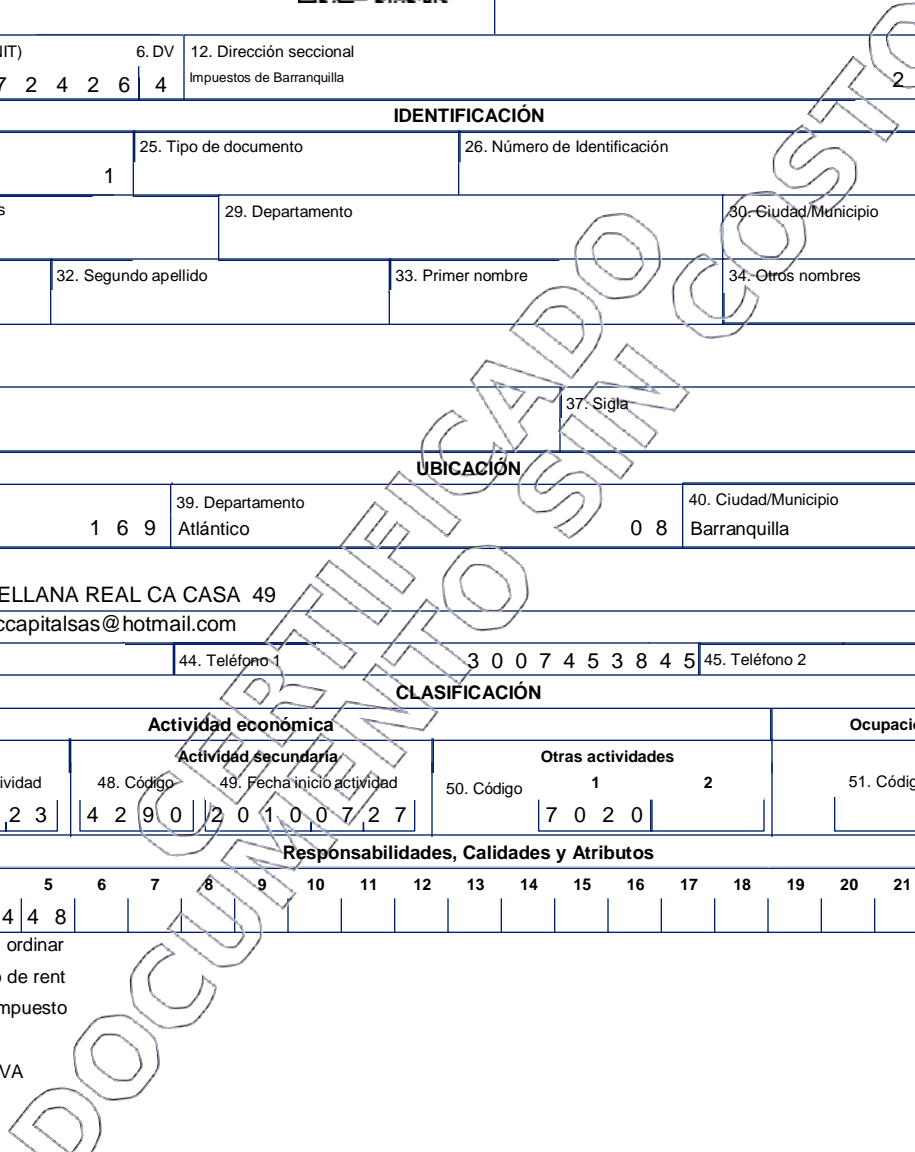 6. DV 12. Dirección seccional
2 4 2 6 4 Impuestos de Barranquilla 2
IDENTIFICACIÓN
25. Tipo de documento 26. Número de Identificación
1
29. Departamento 30. Ciudad/Municipio
32. Segundo apellido 33. Primer nombre 34. Otros nombres
37. Sigla
UBICACIÓN
39. Departamento 40. Ciudad/Municipio
1 6 9 Atlántico 0 8 Barranquilla
ELLANA REAL CA CASA 49
ccapitalsas@hotmail.com
44. Teléfono 1 3 0 0 7 4 5 3 8 4 5 45. Teléfono 2
CLASIFICACIÓN
Actividad económica Ocupaci
Actividad secundaria Otras actividades
ividad 48. Código 49. Fecha inicio actividad 50. Código 1 2 51. Códig
2 3 4 2 9 0 2 0 1 0 0 7 2 7 7 0 2 0
Responsabilidades, Calidades y Atributos
5 6 7 8 9 10 11 12 13 14 15 16 17 18 19 20 21
4 4 8
ordinar
de rent
mpuesto
VA
CERTIFICADO
DOCUMENTO SIN COSTO